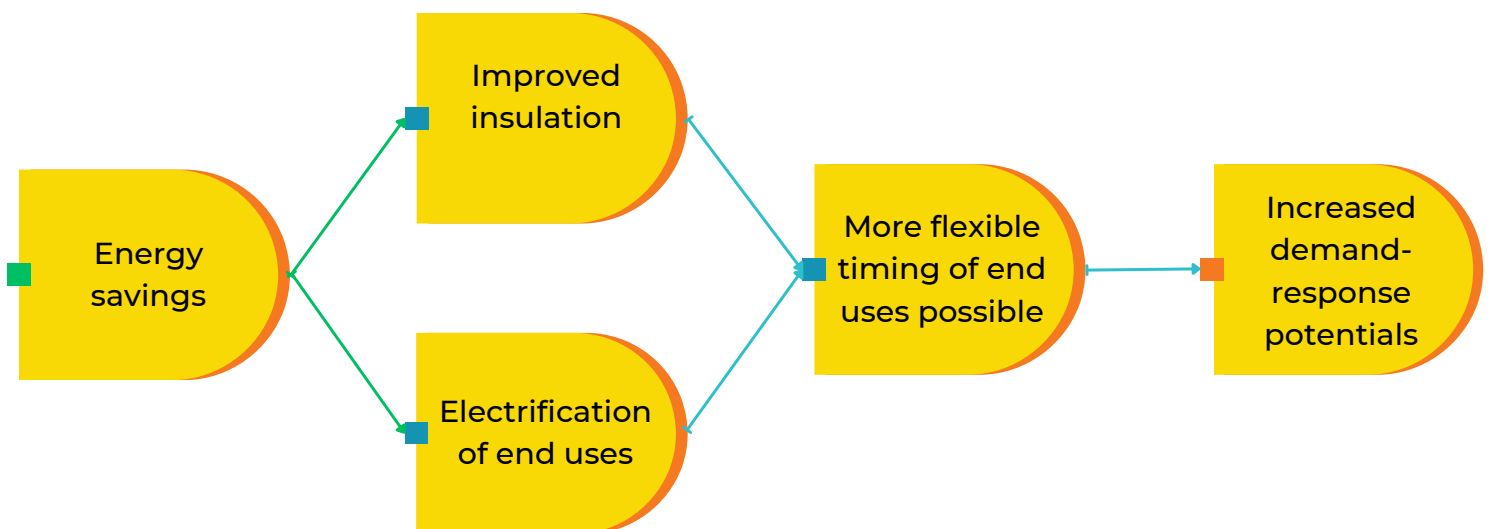 Energy
savings
Improved
insulation
Electrification
of end uses
More flexible
timing of end
uses possible
Increased
demand-
response
potentials